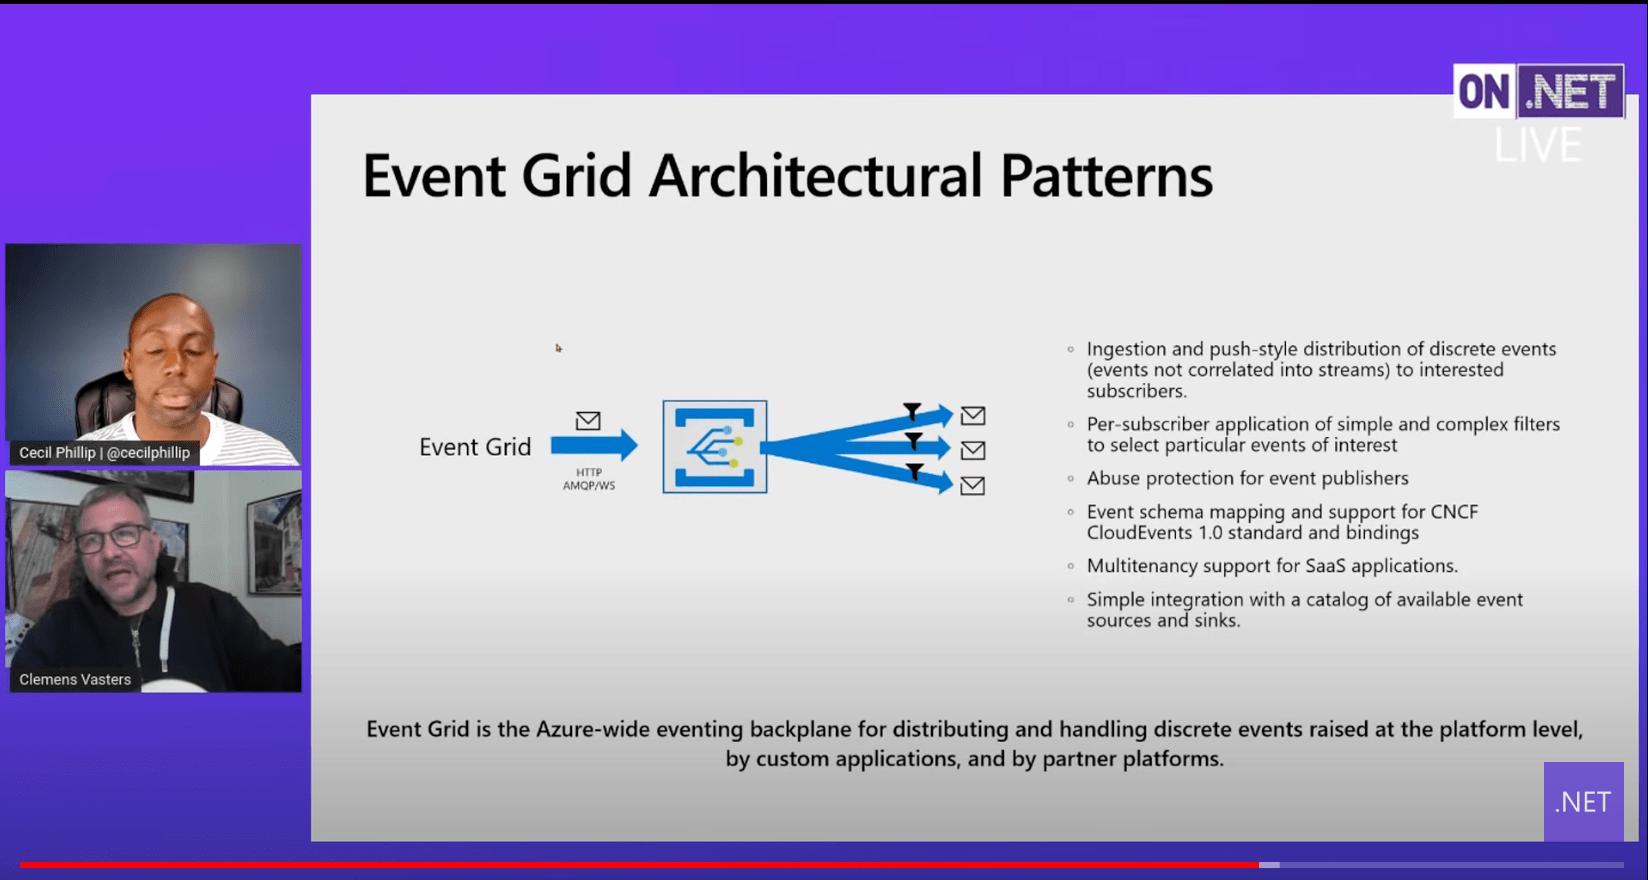 ON .NET
LIVE
Event Grid Architectural Patterns
Cecil Phillip | @cecilphillip
Clemens Vasters
Event Grid
HTTP
AMQP/WS
◦ Ingestion and push-style distribution of discrete events
(events not correlated into streams) to interested
subscribers.
◦ Per-subscriber application of simple and complex filters
to select particular events of interest
◦ Abuse protection for event publishers
◦ Event schema mapping and support for CNCF
CloudEvents 1.0 standard and bindings
◦ Multitenancy support for SaaS applications.
◦ Simple integration with a catalog of available event
sources and sinks.
Event Grid is the Azure-wide eventing backplane for distributing and handling discrete events raised at the platform level,
by custom applications, and by partner platforms.
.NET